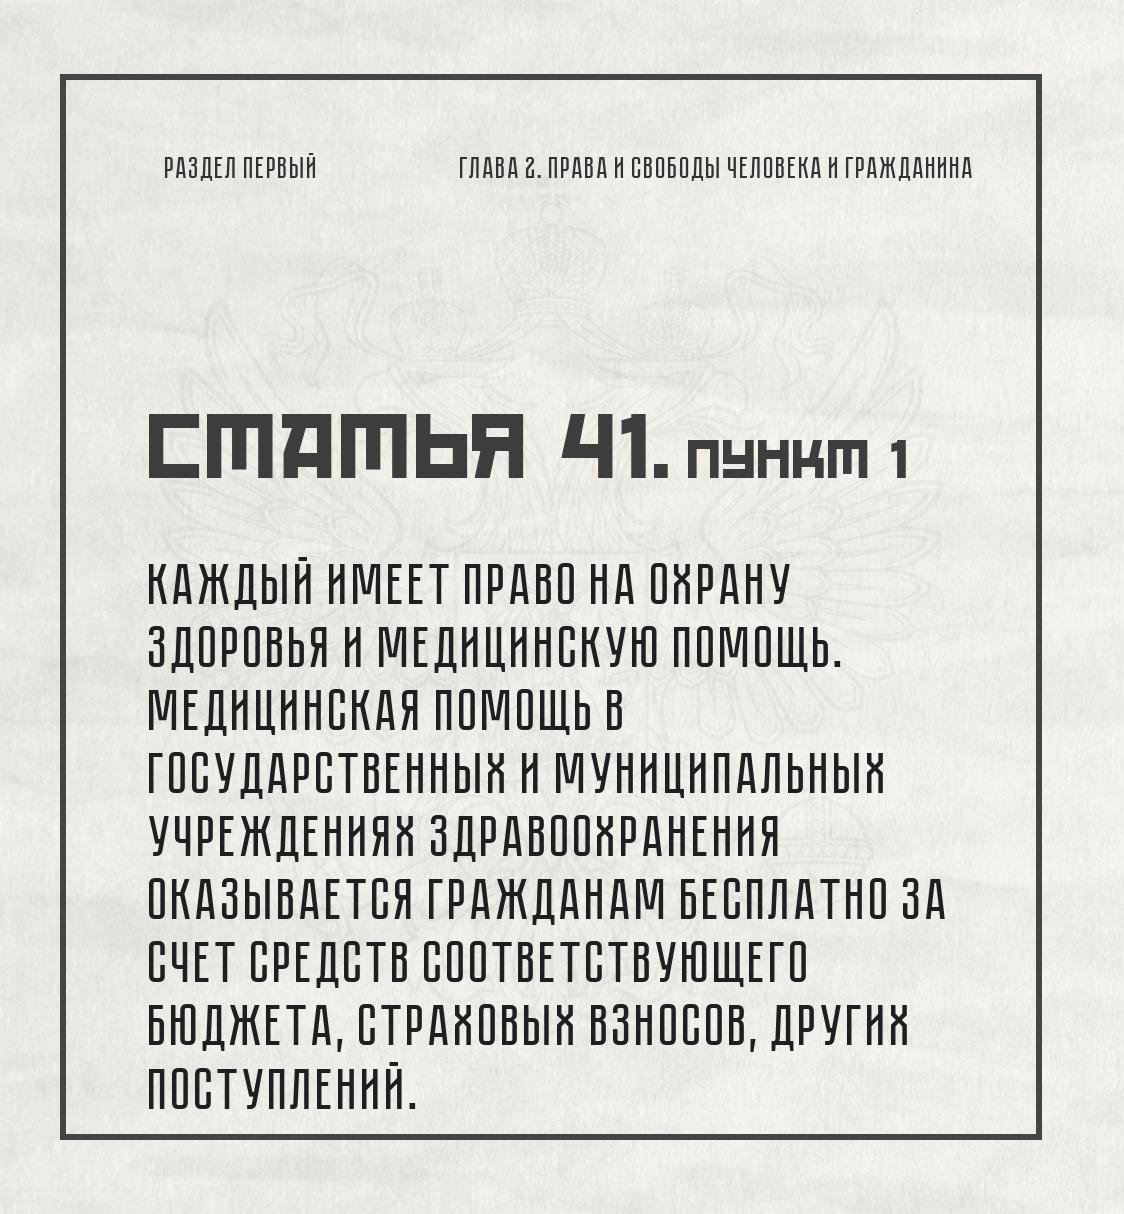 РАЗДЕЛ ПЕРВЫЙ
ГЛАВА 2. ПРАВА И СВОБОДЫ ЧЕЛОВЕКА И ГРАЖДАНИНА
СТАТЬЯ 41. ПУНКТ 1
КАЖДЫЙ ИМЕЕТ ПРАВО НА ОХРАНУ
ЗДОРОВЬЯ И МЕДИЦИНСКУЮ ПОМОЩЬ.
МЕДИЦИНСКАЯ ПОМОЩЬ В
ГОСУДАРСТВЕННЫХ И МУНИЦИПАЛЬНЫХ
УЧРЕЖДЕНИЯХ ЗДРАВООХРАНЕНИЯ
ОКАЗЫВАЕТСЯ ГРАЖДАНАМ БЕСПЛАТНО ЗА
СЧЕТ СРЕДСТВ СООТВЕТСТВУЮЩЕГО
БЮДЖЕТА, СТРАХОВЫХ ВЗНОСОВ, ДРУГИХ
ПОСТУПЛЕНИЙ.